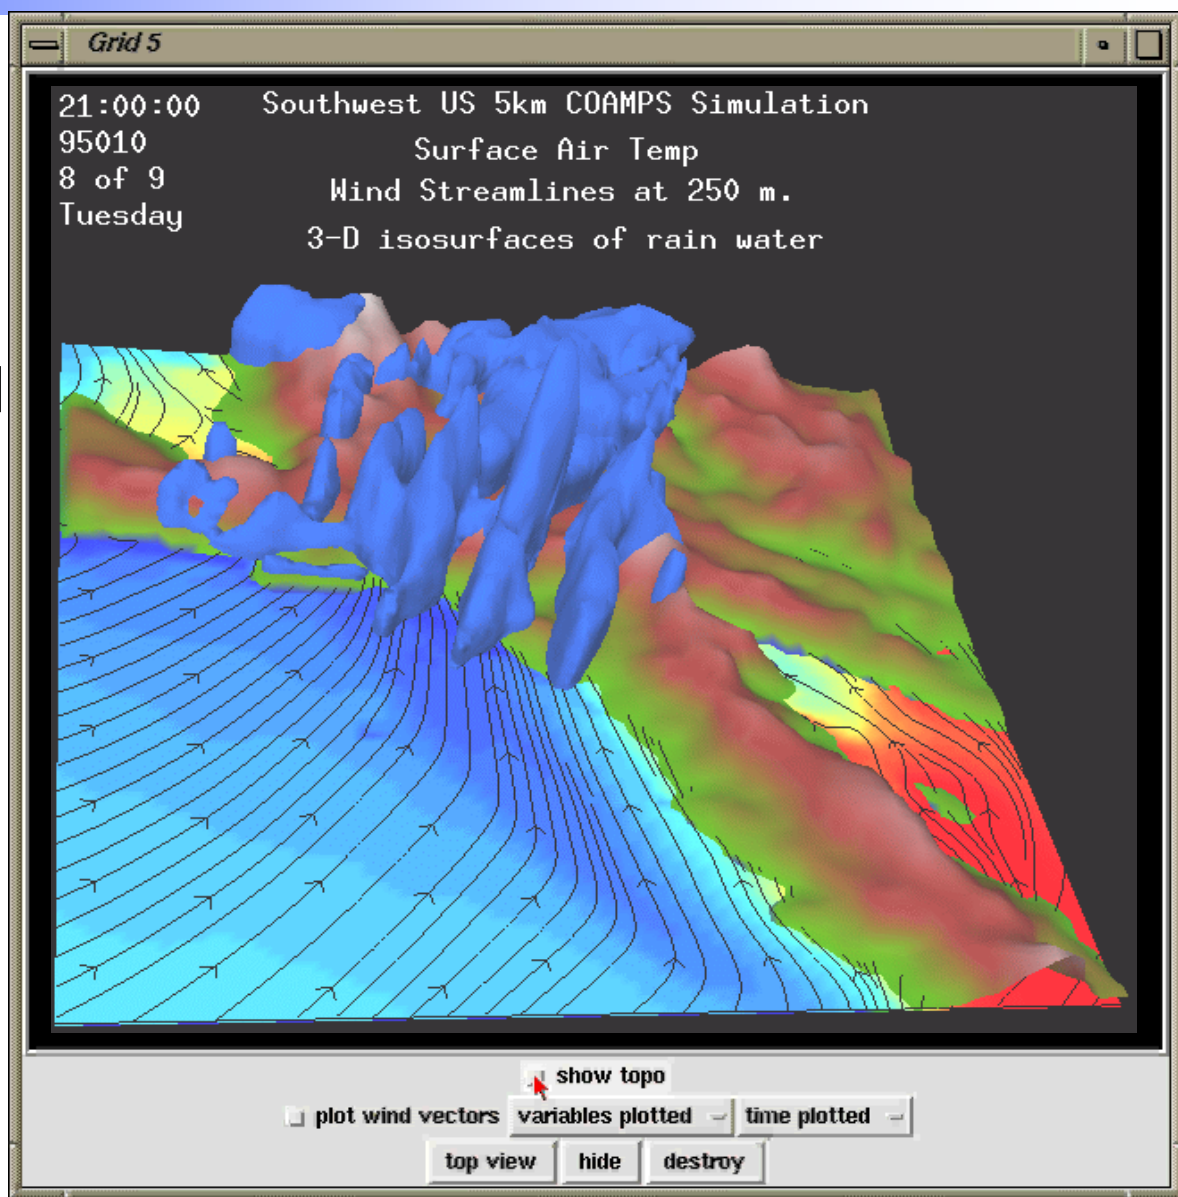 Grid 5
21:00:00
95010
8 of 9
Tuesday
Southwest US 5km COAMPS Simulation
Surface Air Temp
Wind Streamlines at 250 m.
3-D isosurfaces of rain water
show topo
plot wind vectors variables plotted time plotted
top view hide destroy